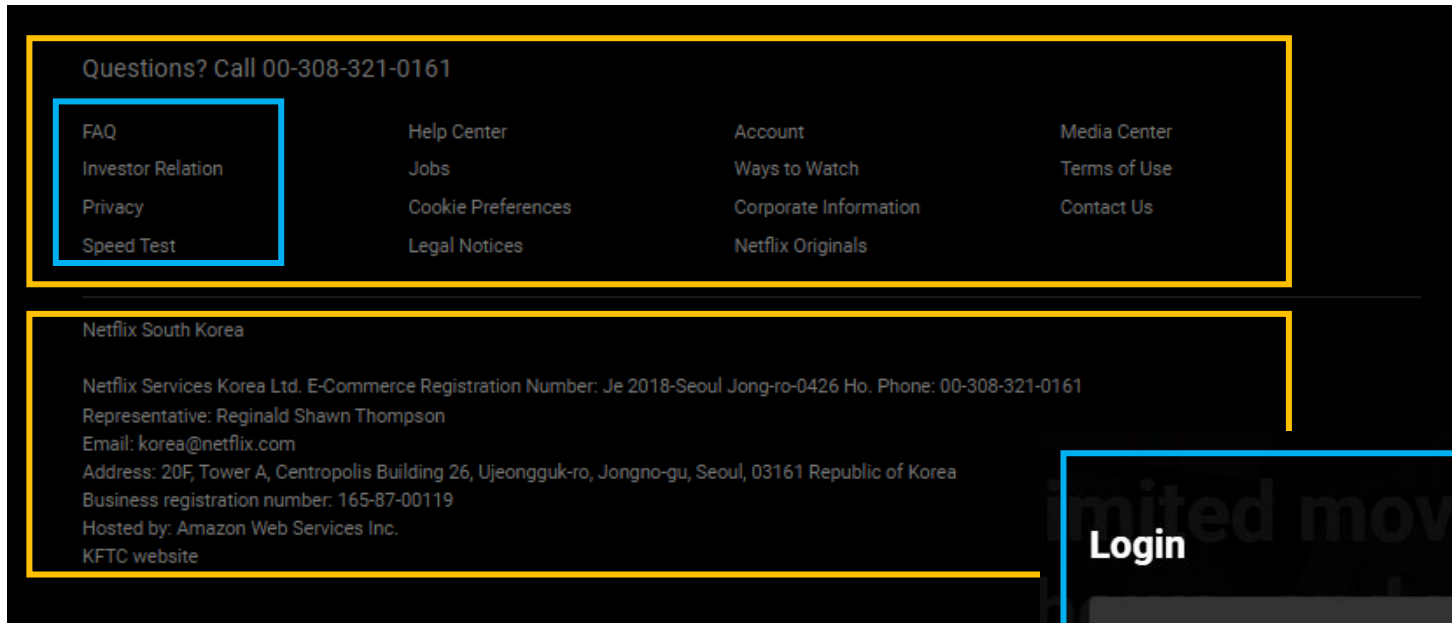 Questions? Call 00-308-321-0161
FAQ Help Center Account Media Center
Investor Relation Jobs Ways to Watch Terms of Use
Privacy Cookie Preferences Corporate Information Contact Us
Speed Test Legal Notices Netflix Originals
Netflix South Korea
Netflix Services Korea Ltd. E-Commerce Registration Number: Je 2018-Seoul Jong-ro-0426 Ho. Phone: 00-308-321-0161
Representative: Reginald Shawn Thompson
Email: korea@netflix.com
Address: 20F, Tower A, Centropolis Building 26, Ujeongguk-ro, Jongno-gu, Seoul, 03161 Republic of Korea
Business registration number: 165-87-00119
Hosted by: Amazon Web Services Inc.
KFTC website
imited mov
Login